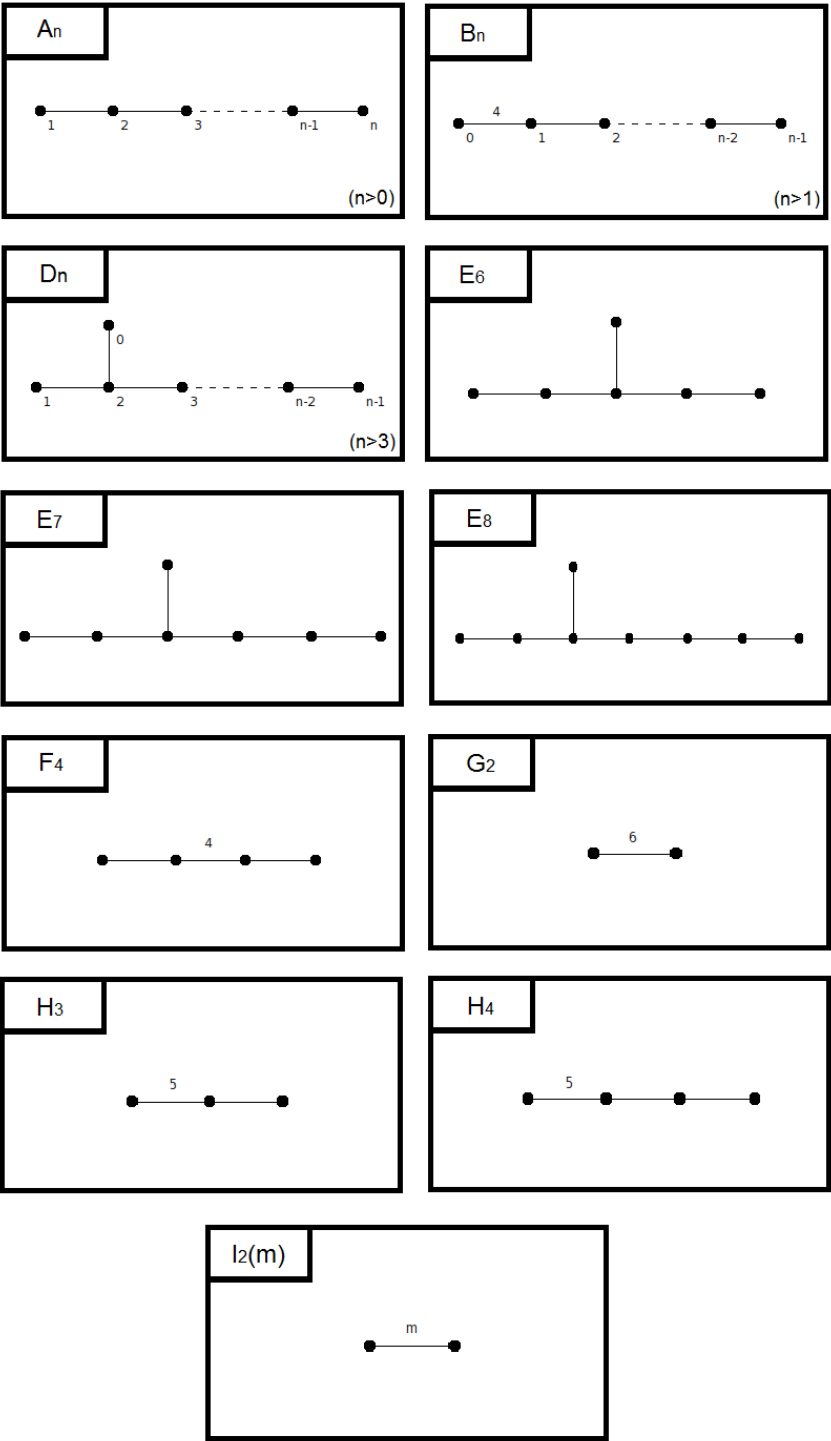 An
1 2 3 n-1 n
(n>0)
Bn
4
0 1 2 n-2 n-1
(n>1)
Dn
0
1 2 3 n-2 n-1
(n>3)
E6
E7
E8
F4
4
G2
6
H3
5
H4
5
I2(m)
m